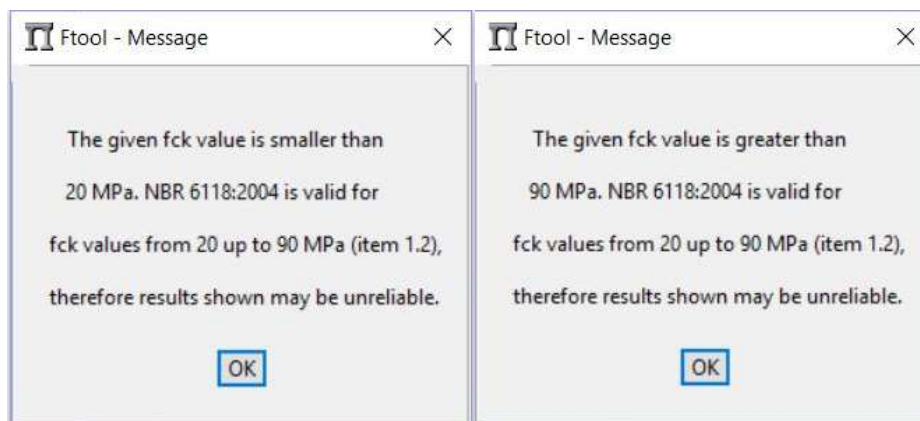 Ftool - Message
The given fck value is smaller than
20 MPa. NBR 6118:2004 is valid for
fck values from 20 up to 90 MPa (item 1.2),
therefore results shown may be unreliable.
OK
Ftool - Message
The given fck value is greater than
90 MPa. NBR 6118:2004 is valid for
fck values from 20 up to 90 MPa (item 1.2),
therefore results shown may be unreliable.
OK